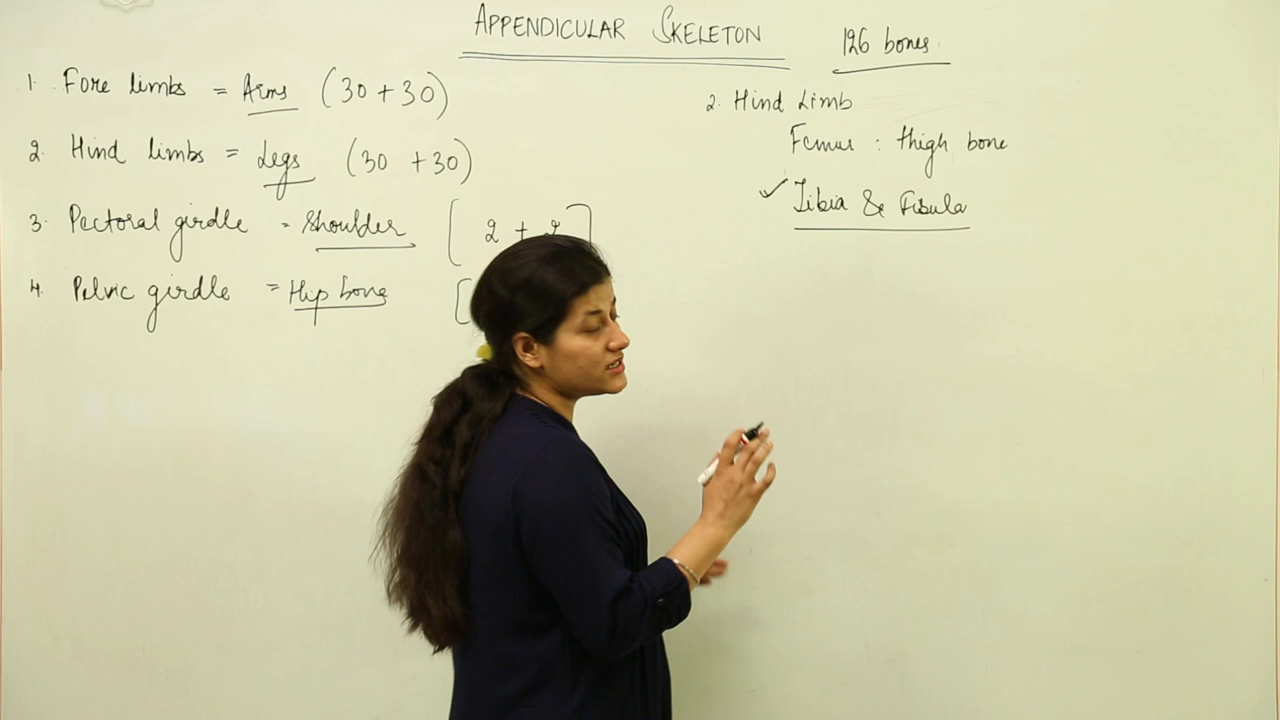 APPENDICULAR SKELETON
126 bones.
1. Fore limbs = Arms (30 + 30)
2. Hind limbs = Legs (30 + 30)
3. Pectoral girdle = Shoulder [ 2 + 2 ]
4. Pelvic girdle = Hip bone [
2. Hind Limb
Femur : thigh bone
✓ Tibia & Fibula